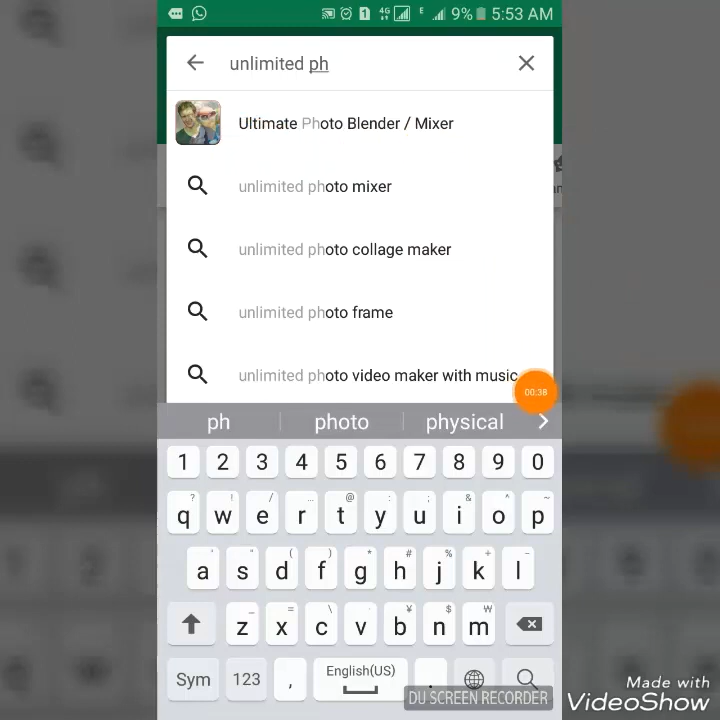 4G E 9% 5:53 AM
unlimited ph
Ultimate Photo Blender / Mixer
unlimited photo mixer
unlimited photo collage maker
unlimited photo frame
unlimited photo video maker with music
00:38
ph photo physical
1 2 3 4 5 6 7 8 9 0
q w e r t y u i o p
a s d f g h j k l
z x c v b n m
Sym 123 , English(US) .
DU SCREEN RECORDER
Made with
VideoShow